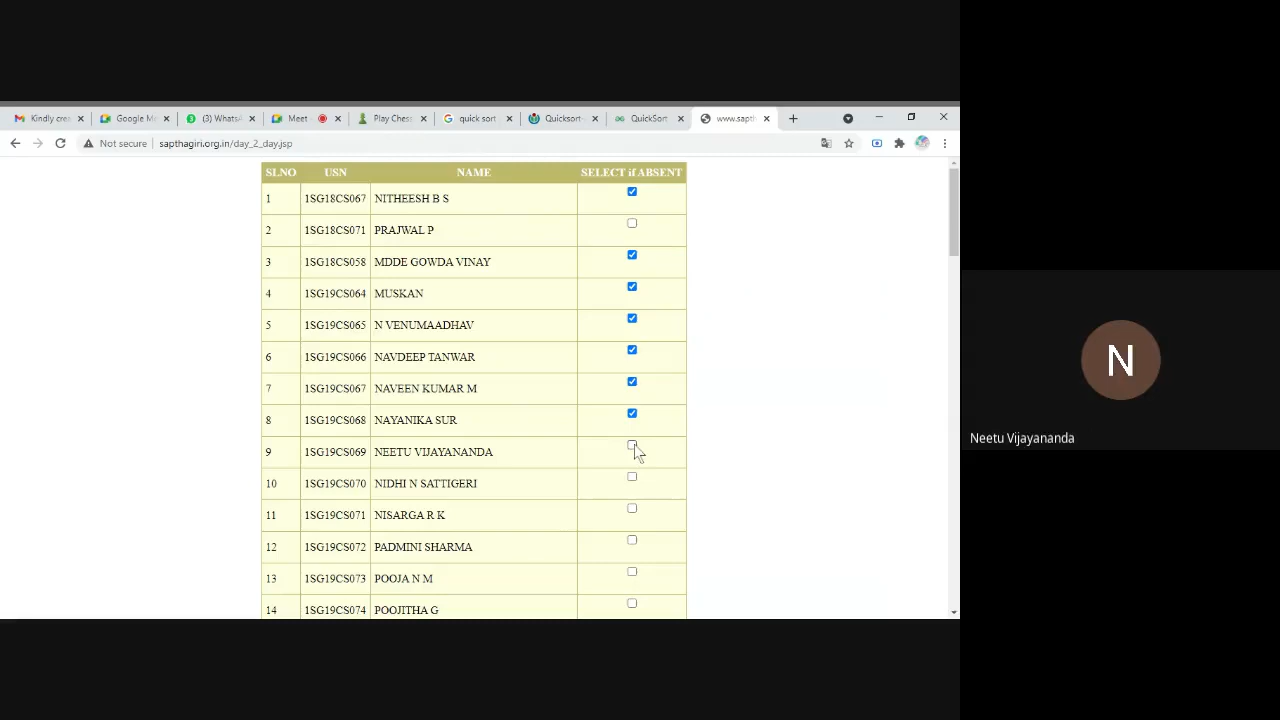 Kindly cre
Google M
(3) WhatsA
Meet
Play Ches
quick sort
Quicksort
QuickSort
www.sapth
Not secure
sapthagiri.org.in/day_2_day.jsp
SLNO USN NAME SELECT if ABSENT
1 1SG18CS067 NITHEESH B S
2 1SG18CS071 PRAJWAL P
3 1SG18CS058 MDDE GOWDA VINAY
4 1SG19CS064 MUSKAN
5 1SG19CS065 N VENUMAADHAV
6 1SG19CS066 NAVDEEP TANWAR
7 1SG19CS067 NAVEEN KUMAR M
8 1SG19CS068 NAYANIKA SUR
9 1SG19CS069 NEETU VIJAYANANDA
10 1SG19CS070 NIDHI N SATTIGERI
11 1SG19CS071 NISARGA R K
12 1SG19CS072 PADMINI SHARMA
13 1SG19CS073 POOJA N M
14 1SG19CS074 POOJITHA G
N
Neetu Vijayananda